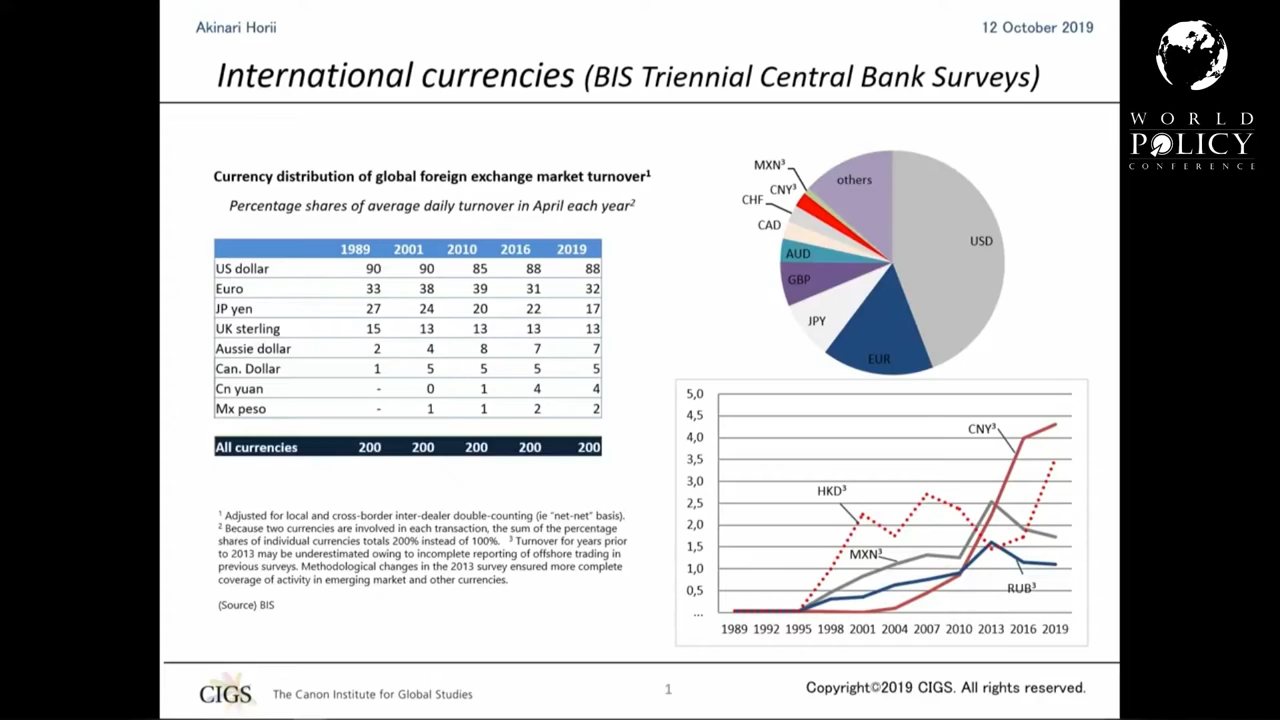 Akinari Horii
12 October 2019
International currencies (BIS Triennial Central Bank Surveys)
WORLD
POLICY
CONFERENCE
Currency distribution of global foreign exchange market turnover¹
Percentage shares of average daily turnover in April each year²
1989 2001 2010 2016 2019
US dollar 90 90 85 88 88
Euro 33 38 39 31 32
JP yen 27 24 20 22 17
UK sterling 15 13 13 13 13
Aussie dollar 2 4 8 7 7
Can. Dollar 1 5 5 5 5
Cn yuan - 0 1 4 4
Mx peso - 1 1 2 2
All currencies 200 200 200 200 200
¹ Adjusted for local and cross-border inter-dealer double-counting (ie “net-net” basis).
² Because two currencies are involved in each transaction, the sum of the percentage
shares of individual currencies totals 200% instead of 100%. ³ Turnover for years prior
to 2013 may be underestimated owing to incomplete reporting of offshore trading in
previous surveys. Methodological changes in the 2013 survey ensured more complete
coverage of activity in emerging market and other currencies.
(Source) BIS
MXN³
others
CNY³
CHF
CAD
USD
AUD
GBP
JPY
EUR
5,0
4,5
4,0
3,5
3,0
2,5
2,0
1,5
1,0
0,5
...
CNY³
HKD³
MXN³
RUB³
1989 1992 1995 1998 2001 2004 2007 2010 2013 2016 2019
CIGS The Canon Institute for Global Studies
1
Copyright©2019 CIGS. All rights reserved.